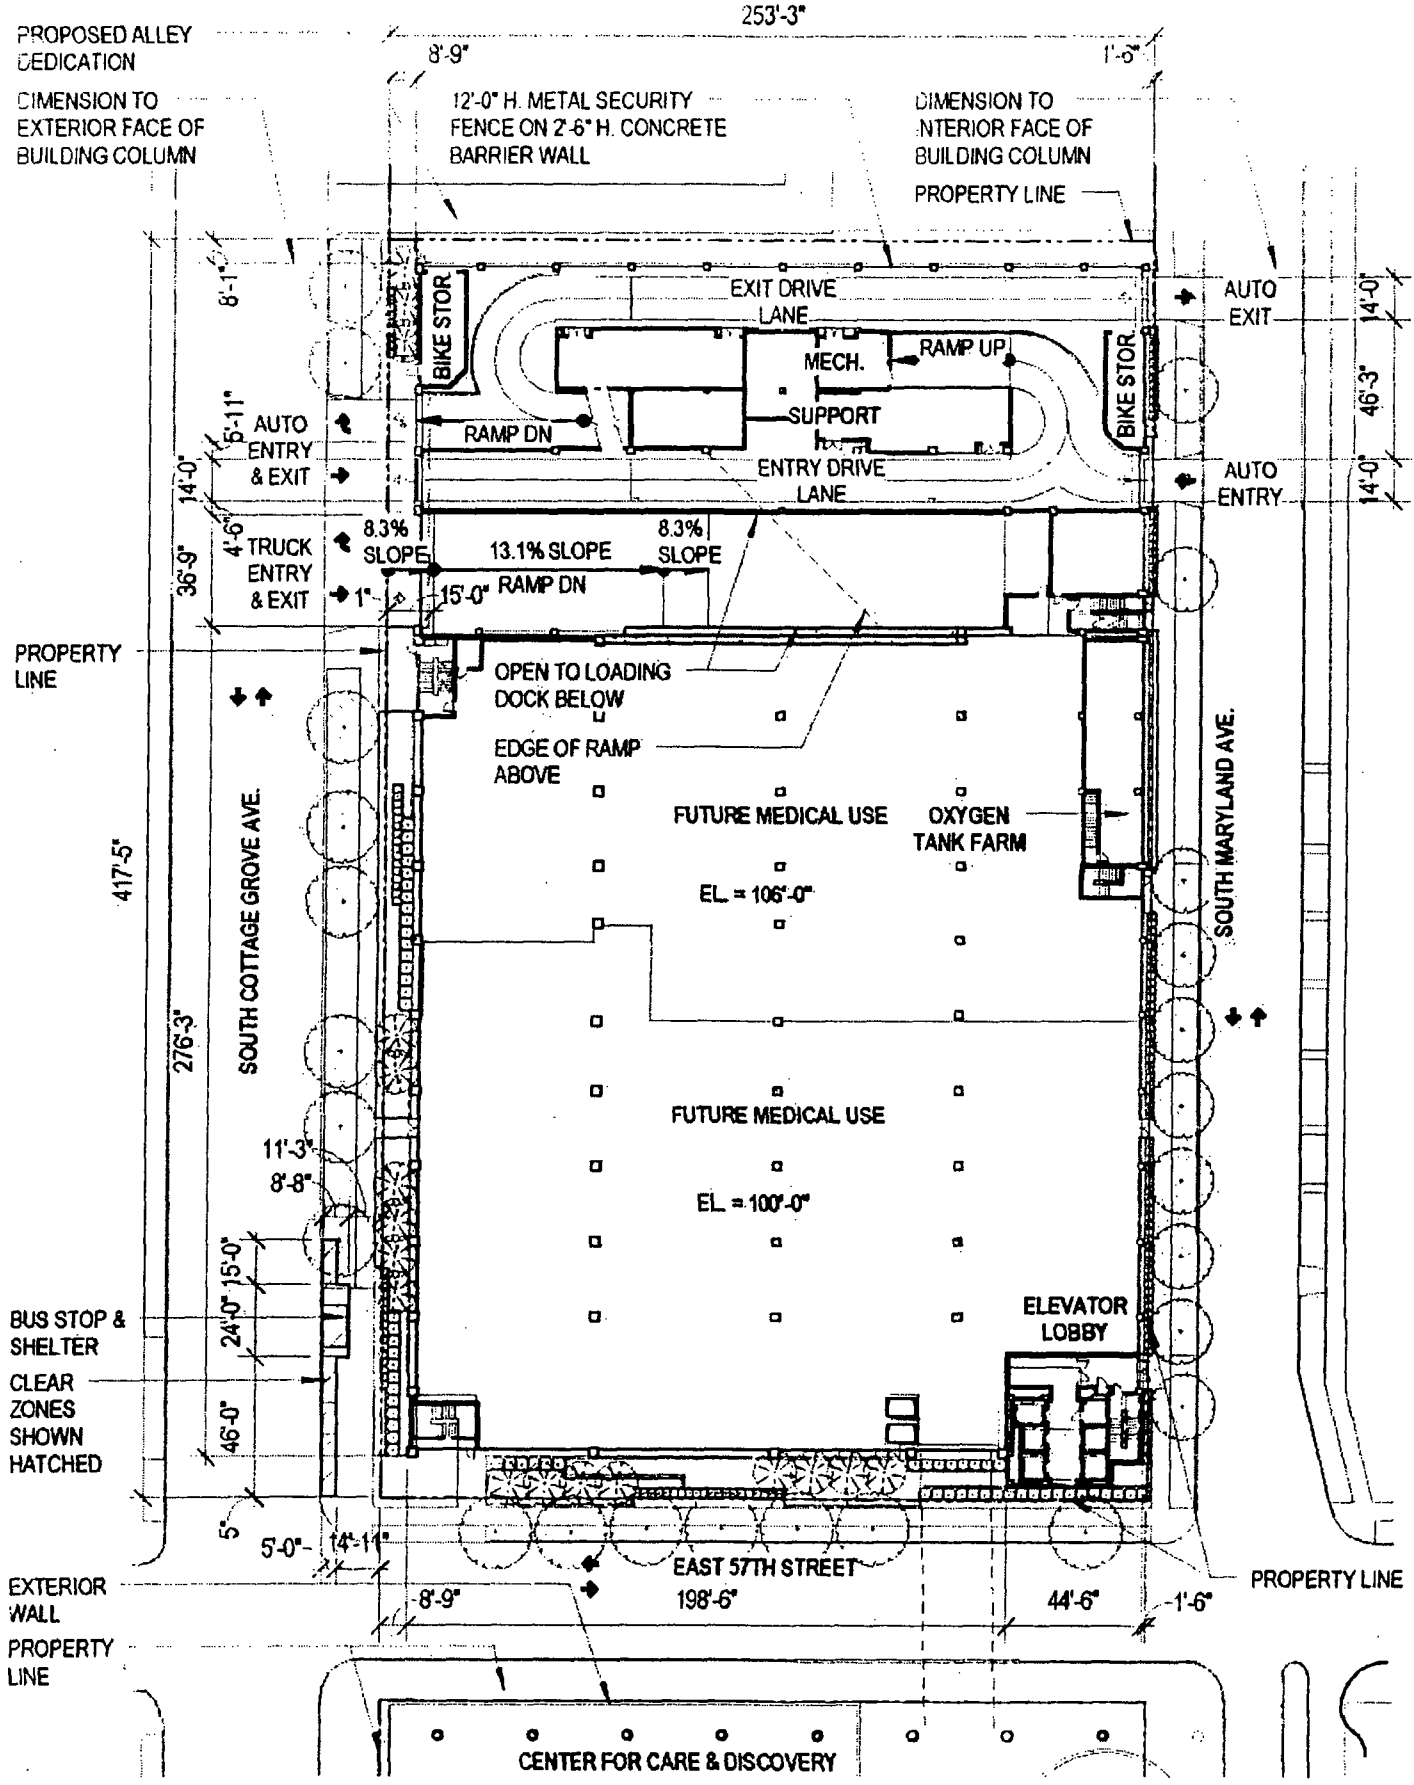 253'-3"
PROPOSED ALLEY
DEDICATION
8'-9"
1'-6"
DIMENSION TO
EXTERIOR FACE OF
BUILDING COLUMN
12'-0" H. METAL SECURITY
FENCE ON 2'-6" H. CONCRETE
BARRIER WALL
DIMENSION TO
INTERIOR FACE OF
BUILDING COLUMN
PROPERTY LINE
8'-1"
BIKE STOR.
EXIT DRIVE
LANE
AUTO
EXIT
14'-0"
MECH.
RAMP UP
BIKE STOR.
46'-3"
5'-11"
AUTO
ENTRY
& EXIT
RAMP DN
SUPPORT
14'-0"
ENTRY DRIVE
LANE
AUTO
ENTRY
14'-0"
4'-6"
TRUCK
ENTRY
& EXIT
8.3%
SLOPE
13.1% SLOPE
8.3%
SLOPE
RAMP DN
36'-9"
1"
15'-0"
PROPERTY
LINE
OPEN TO LOADING
DOCK BELOW
EDGE OF RAMP
ABOVE
FUTURE MEDICAL USE
OXYGEN
TANK FARM
EL. = 106'-0"
SOUTH MARYLAND AVE.
SOUTH COTTAGE GROVE AVE.
417'-5"
276'-3"
FUTURE MEDICAL USE
EL. = 100'-0"
11'-3"
8'-8"
15'-0"
24'-0"
46'-0"
BUS STOP &
SHELTER
CLEAR
ZONES
SHOWN
HATCHED
ELEVATOR
LOBBY
5"
5'-0"
14'-11"
EAST 57TH STREET
PROPERTY LINE
EXTERIOR
WALL
8'-9"
198'-6"
44'-6"
1'-6"
PROPERTY
LINE
CENTER FOR CARE & DISCOVERY